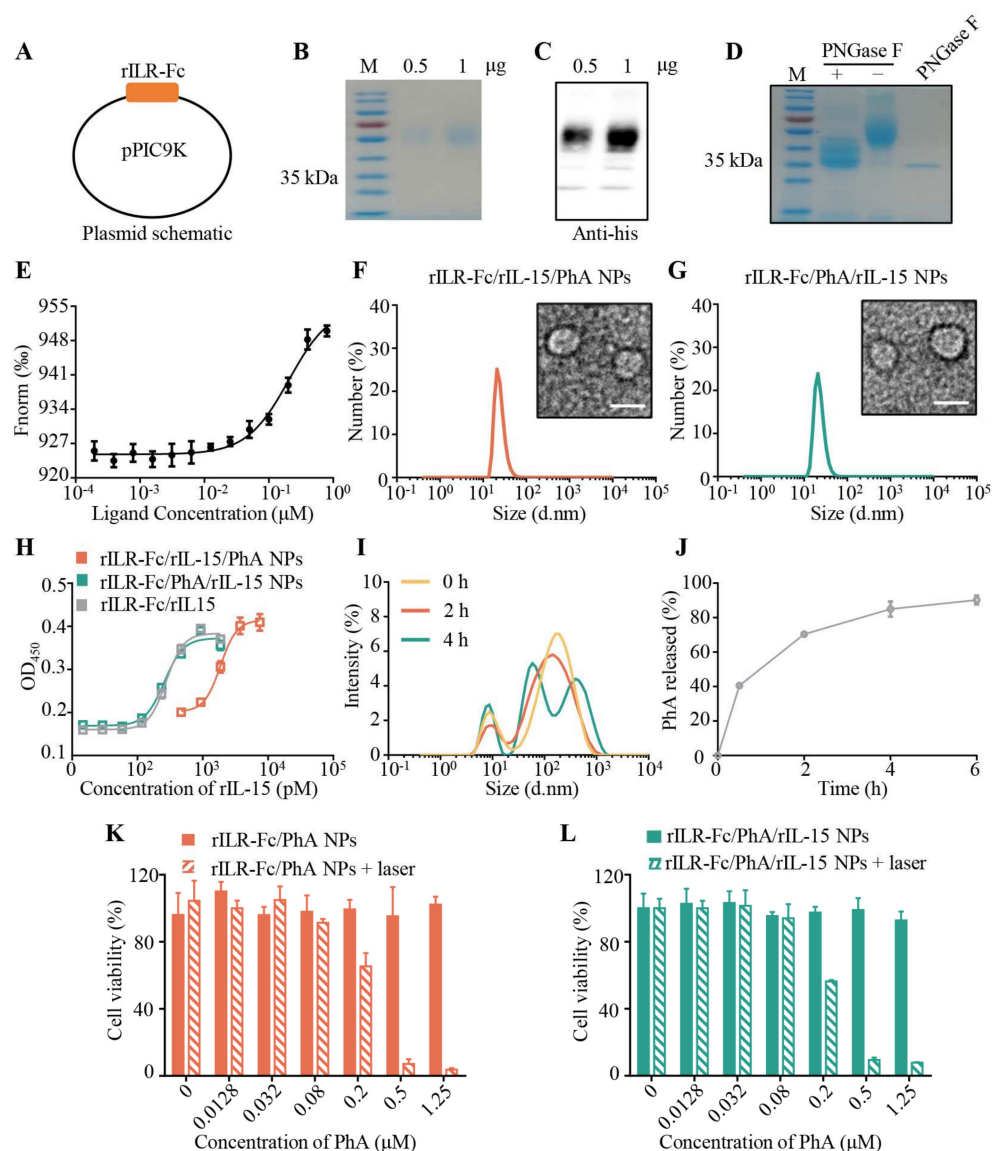 A
rILR-Fc
pPIC9K
Plasmid schematic
B
M 0.5 1 μg
35 kDa
C
0.5 1 μg
Anti-his
D
PNGase F
M + − PNGase F
35 kDa
E
Fnorm (‰)
955
948
941
934
927
920
10⁻⁴ 10⁻³ 10⁻² 10⁻¹ 10⁰
Ligand Concentration (μM)
F
rILR-Fc/rIL-15/PhA NPs
Number (%)
40
30
20
10
0
10⁻¹ 10⁰ 10¹ 10² 10³ 10⁴ 10⁵
Size (d.nm)
G
rILR-Fc/PhA/rIL-15 NPs
Number (%)
40
30
20
10
0
10⁻¹ 10⁰ 10¹ 10² 10³ 10⁴ 10⁵
Size (d.nm)
H
rILR-Fc/rIL-15/PhA NPs
rILR-Fc/PhA/rIL-15 NPs
rILR-Fc/rIL15
OD₄₅₀
0.5
0.4
0.3
0.2
0.1
0 10² 10³ 10⁴ 10⁵
Concentration of rIL-15 (pM)
I
0 h
2 h
4 h
Intensity (%)
10
8
6
4
2
0
10⁻¹ 10⁰ 10¹ 10² 10³ 10⁴
Size (d.nm)
J
PhA released (%)
100
80
60
40
20
0
0 2 4 6
Time (h)
K
rILR-Fc/PhA NPs
rILR-Fc/PhA NPs + laser
Cell viability (%)
120
80
40
0
0 0.0128 0.032 0.08 0.2 0.5 1.25
Concentration of PhA (μM)
L
rILR-Fc/PhA/rIL-15 NPs
rILR-Fc/PhA/rIL-15 NPs + laser
Cell viability (%)
120
80
40
0
0 0.0128 0.032 0.08 0.2 0.5 1.25
Concentration of PhA (μM)